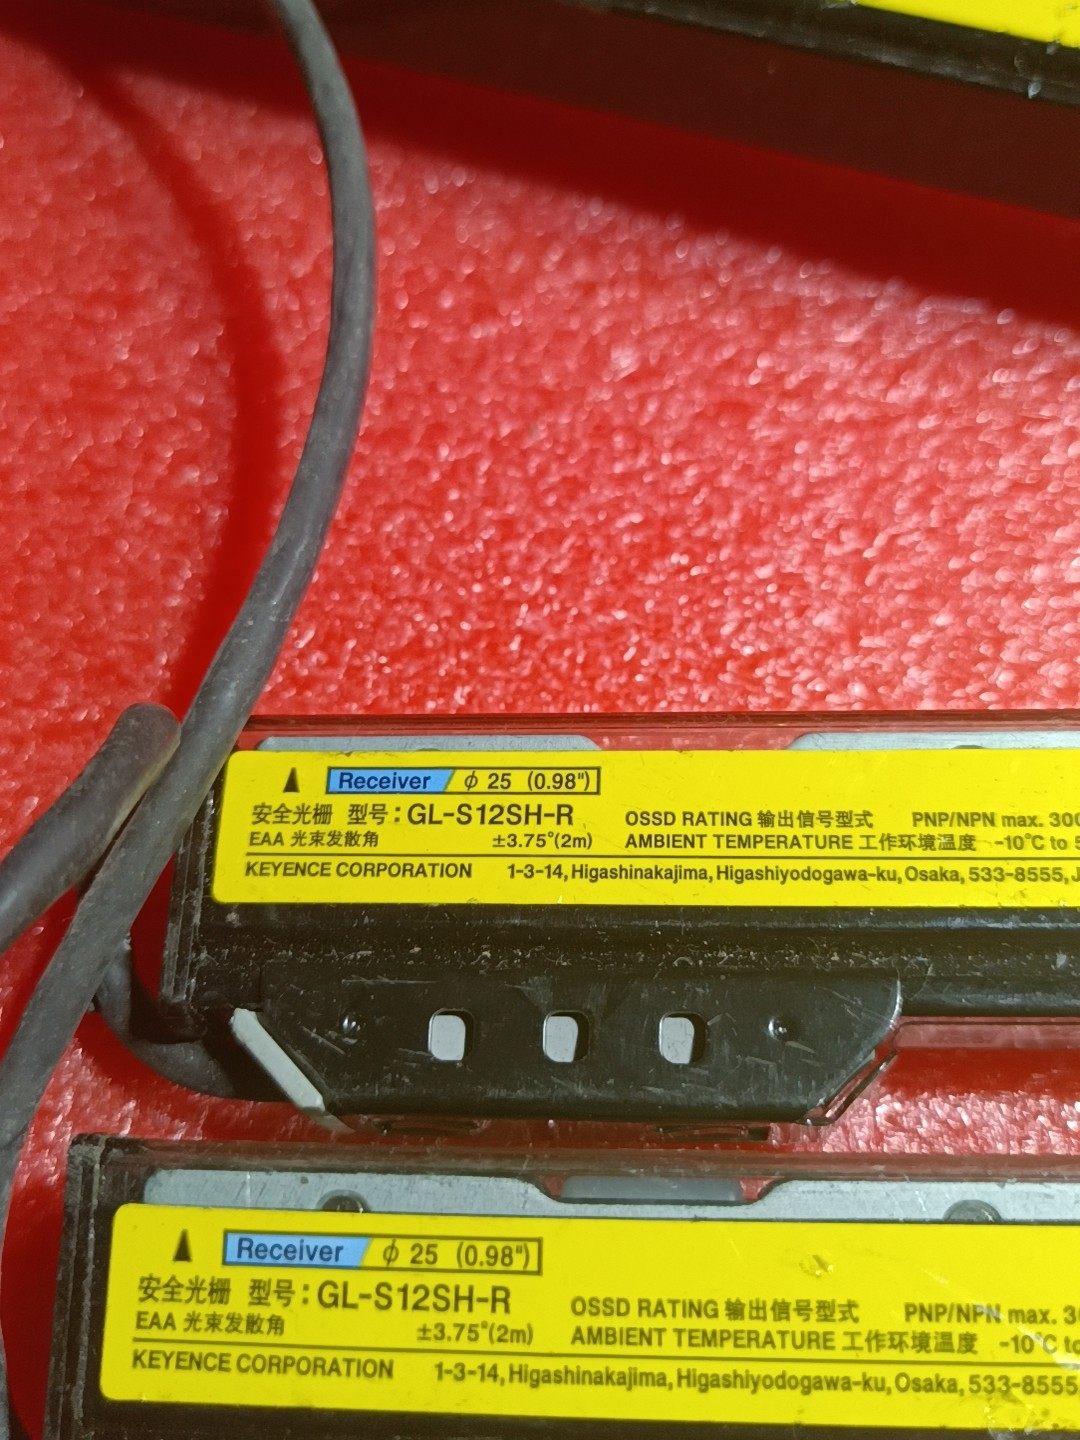 Receiver φ 25 (0.98")
安全光栅 型号：GL-S12SH-R
EAA 光束发散角 ±3.75°(2m)
OSSD RATING 输出信号型式 PNP/NPN max. 300
AMBIENT TEMPERATURE 工作环境温度 -10°C to
KEYENCE CORPORATION 1-3-14, Higashinakajima, Higashiyodogawa-ku, Osaka, 533-8555, J
Receiver φ 25 (0.98")
安全光栅 型号：GL-S12SH-R
EAA 光束发散角 ±3.75°(2m)
OSSD RATING 输出信号型式 PNP/NPN max. 3
AMBIENT TEMPERATURE 工作环境温度 -10°C to
KEYENCE CORPORATION 1-3-14, Higashinakajima, Higashiyodogawa-ku, Osaka, 533-8555